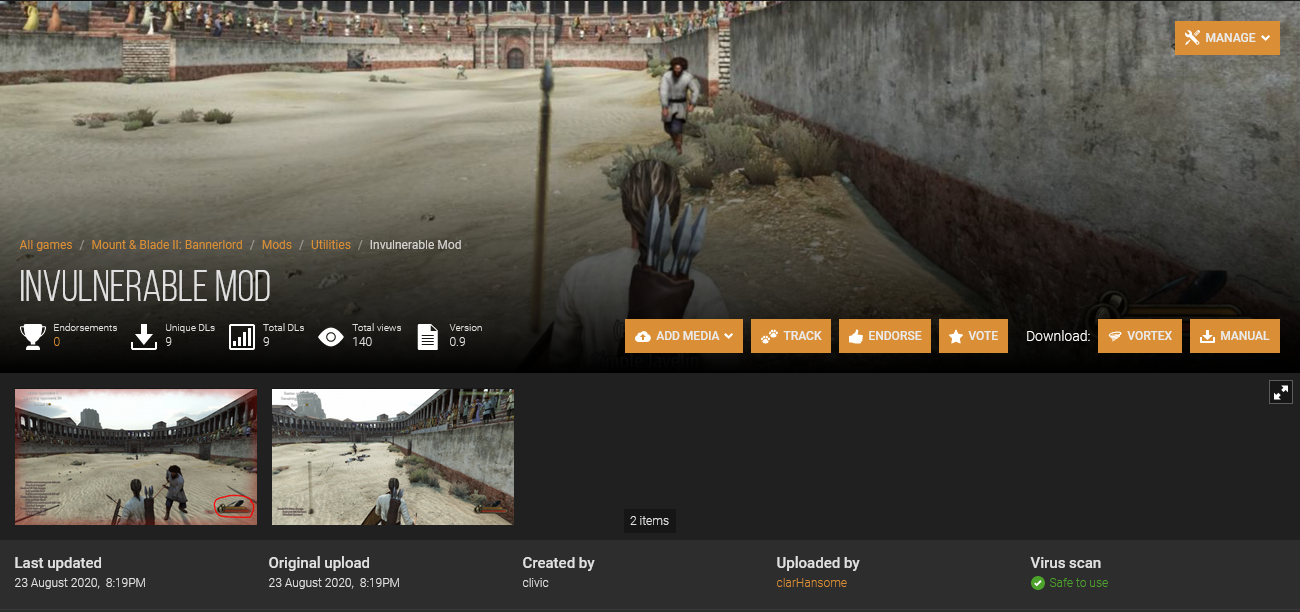 MANAGE
All games / Mount & Blade II: Bannerlord / Mods / Utilities / Invulnerable Mod
INVULNERABLE MOD
Endorsements
0
Unique DLs
9
Total DLs
9
Total views
140
Version
0.9
ADD MEDIA
TRACK
ENDORSE
VOTE
Download:
VORTEX
MANUAL
2 items
Last updated
23 August 2020, 8:19PM
Original upload
23 August 2020, 8:19PM
Created by
clivic
Uploaded by
clarHansome
Virus scan
Safe to use